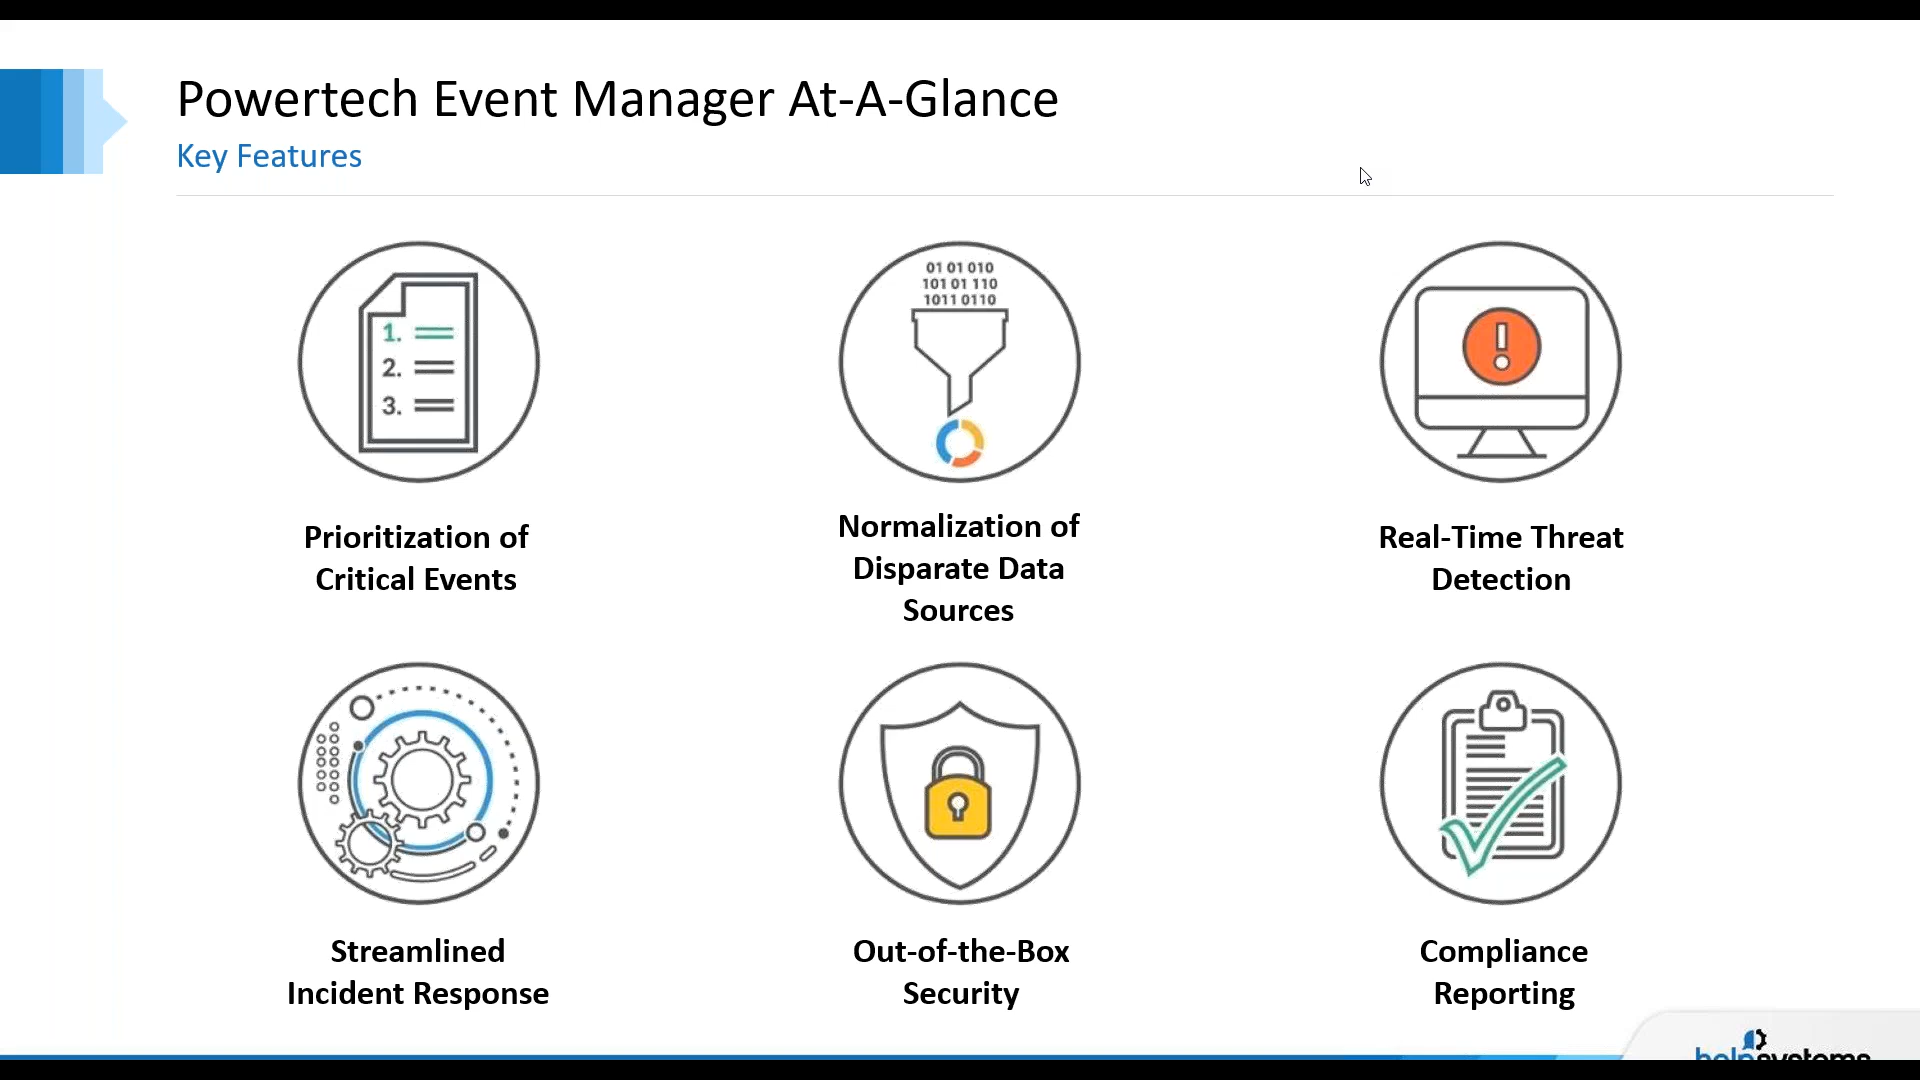 Powertech Event Manager At-A-Glance
Key Features
1.
2.
3.
01 01 010
101 01 110
1011 0110
Prioritization of
Critical Events
Normalization of
Disparate Data
Sources
Real-Time Threat
Detection
Streamlined
Incident Response
Out-of-the-Box
Security
Compliance
Reporting
helpsystems